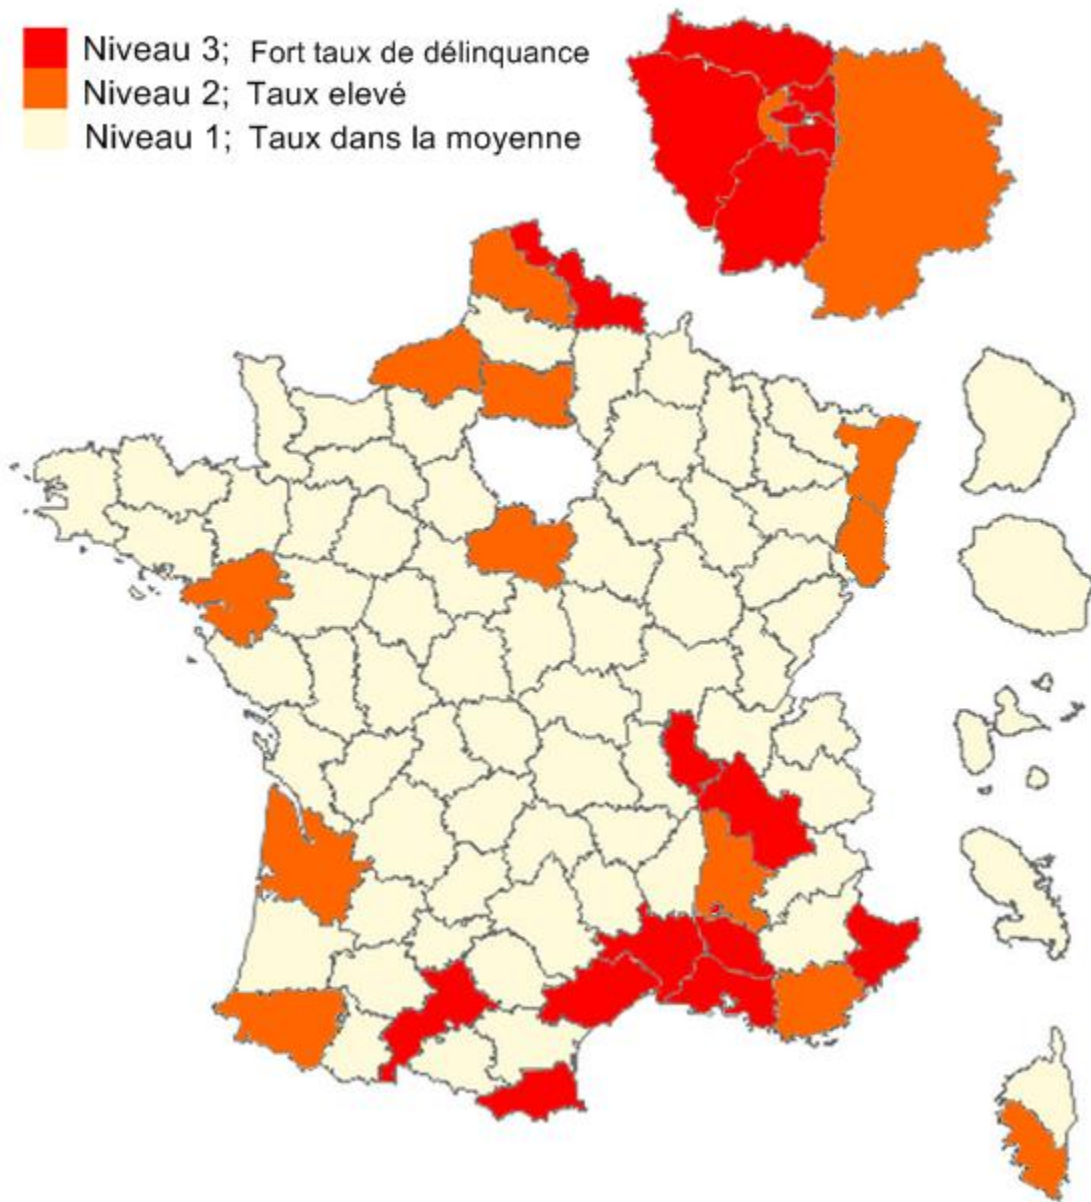 Niveau 3; Fort taux de délinquance
Niveau 2; Taux elevé
Niveau 1; Taux dans la moyenne